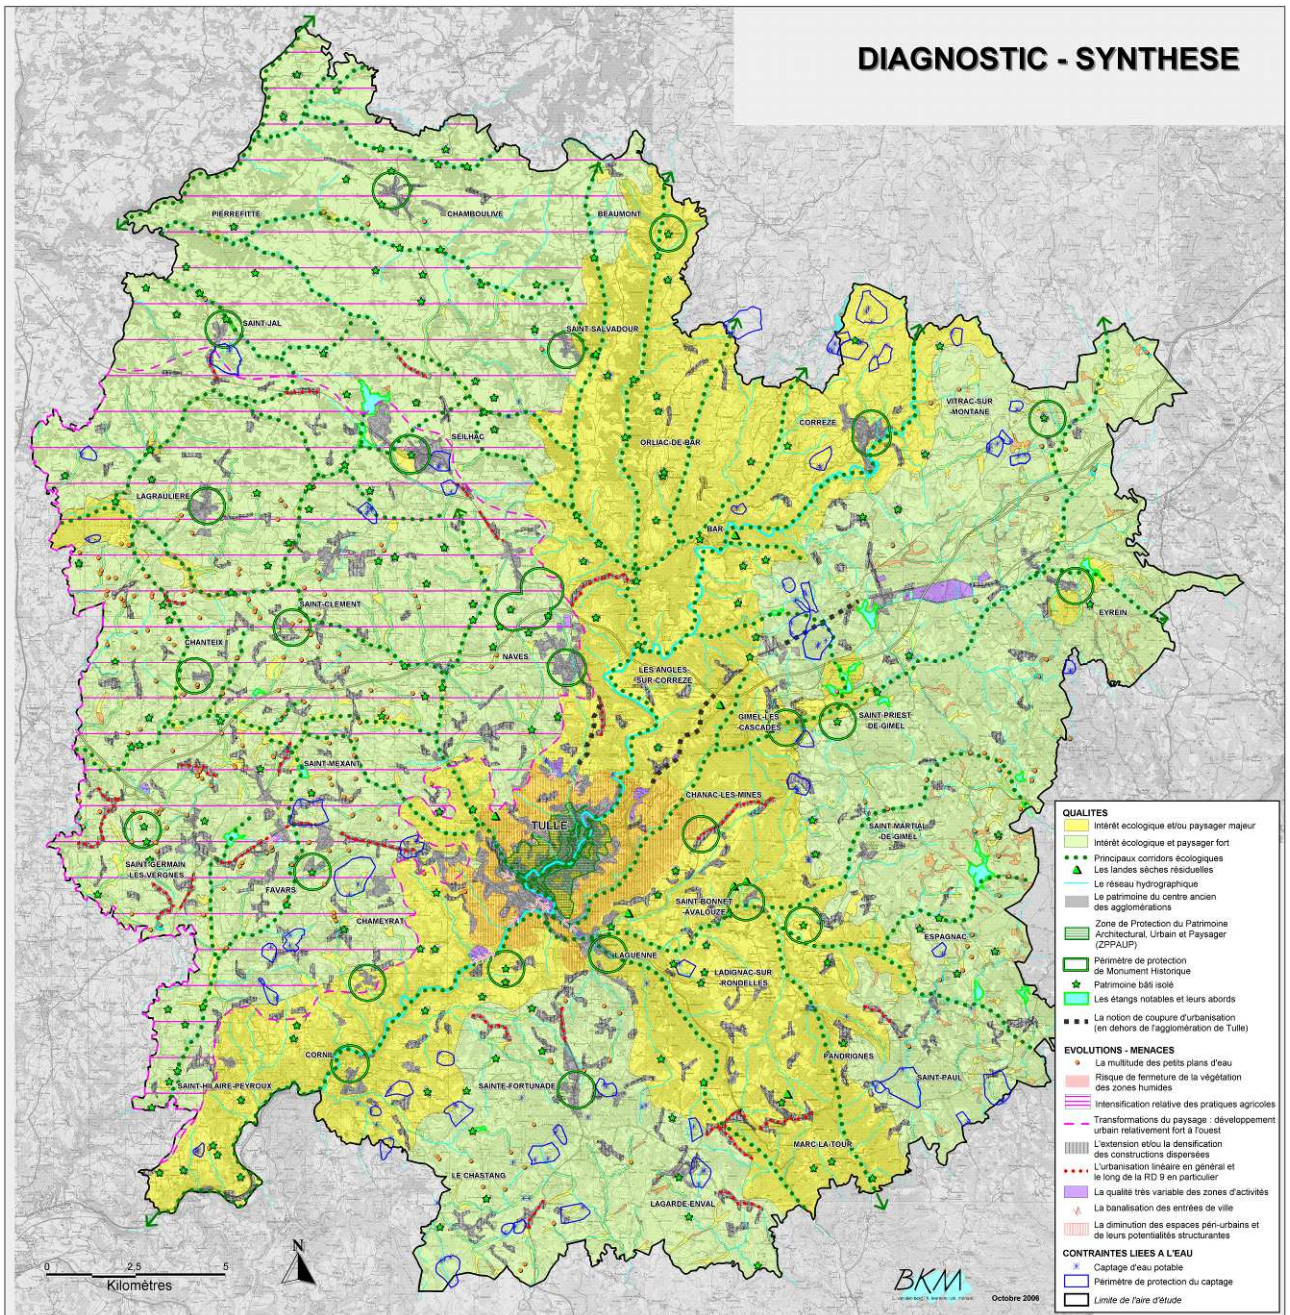 DIAGNOSTIC - SYNTHESE
PIERREFITTE
CHAMBOULIVE
BEAUMONT
SAINT-JAL
SAINT-SALVADOUR
VITRAC-SUR
-MONTANE
CORREZE
SEILHAC
ORLIAC-DE-BAR
LAGRAULIERE
BAR
SAINT-CLEMENT
EYREIN
CHANTEIX
NAVES
LES ANGLES
-SUR-CORREZE
GIMEL-LES
-CASCADES
SAINT-PRIEST
-DE-GIMEL
SAINT-MEXANT
CHANAC-LES-MINES
TULLE
SAINT-MARTIAL
-DE-GIMEL
SAINT-GERMAIN
-LES-VERGNES
FAVARS
SAINT-BONNET
-AVALOUZE
CHAMEYRAT
ESPAGNAC
LAGUENNE
LADIGNAC-SUR
-RONDELLES
CORNIL
PANDRIGNES
SAINT-HILAIRE-PEYROUX
SAINTE-FORTUNADE
SAINT-PAUL
MARC-LA-TOUR
LE CHASTANG
LAGARDE-ENVAL
QUALITES
Intérêt ecologique et/ou paysager majeur
Intérêt écologique et paysager fort
Principaux corridors écologiques
Les landes sèches résiduelles
Le réseau hydrographique
Le patrimoine du centre ancien
des agglomérations
Zone de Protection du Patrimoine
Architectural, Urbain et Paysager
(ZPPAUP)
Périmètre de protection
de Monument Historique
Patrimoine bâti isolé
Les étangs notables et leurs abords
La notion de coupure d'urbanisation
(en dehors de l'agglomération de Tulle)
EVOLUTIONS - MENACES
La multitude des petits plans d'eau
Risque de fermeture de la végétation
des zones humides
Intensification relative des pratiques agricoles
Transformations du paysage : développement
urbain relativement fort à l'ouest
L'extension et/ou la densification
des constructions dispersées
L'urbanisation linéaire en général et
le long de la RD 9 en particulier
La qualité très variable des zones d'activités
La banalisation des entrées de ville
La diminution des espaces péri-urbains et
de leurs potentialités structurantes
CONTRAINTES LIEES A L'EAU
Captage d'eau potable
Périmètre de protection du captage
Limite de l'aire d'étude
N
0 2,5 5
Kilomètres
BKM
Octobre 2006